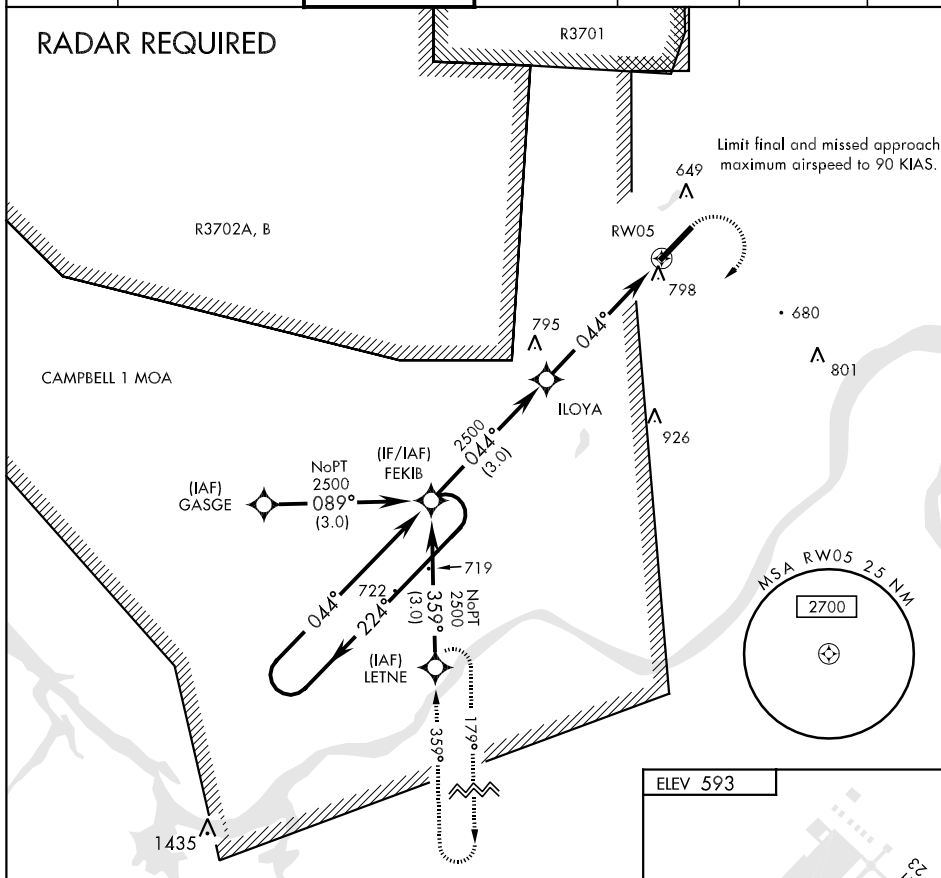 RADAR REQUIRED
R3701
Limit final and missed approach
maximum airspeed to 90 KIAS.
649
R3702A, B
RW05
798
680
795
044°
801
CAMPBELL 1 MOA
ILOYA
926
2500
044°
(3.0)
(IF/IAF)
FEKIB
NoPT
2500
089°
(3.0)
(IAF)
GASGE
719
722
044°
224°
NoPT
2500
359°
(3.0)
(IAF)
LETNE
MSA RW05 25 NM
2700
359°
179°
ELEV 593
1435
23